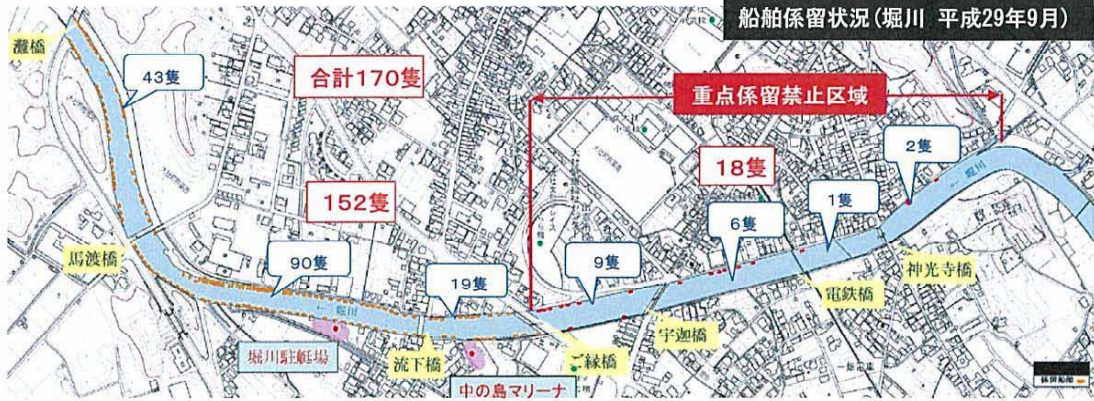 船舶係留状況(堀川 平成29年9月)
灘橋
43隻
合計170隻
重点係留禁止区域
2隻
152隻
18隻
1隻
← 堀川
6隻
馬渡橋
90隻
19隻
9隻
神光寺橋
電鉄橋
← 堀川
宇迦橋
堀川駐艇場
流下橋
ご縁橋
中の島マリーナ
係留船舶